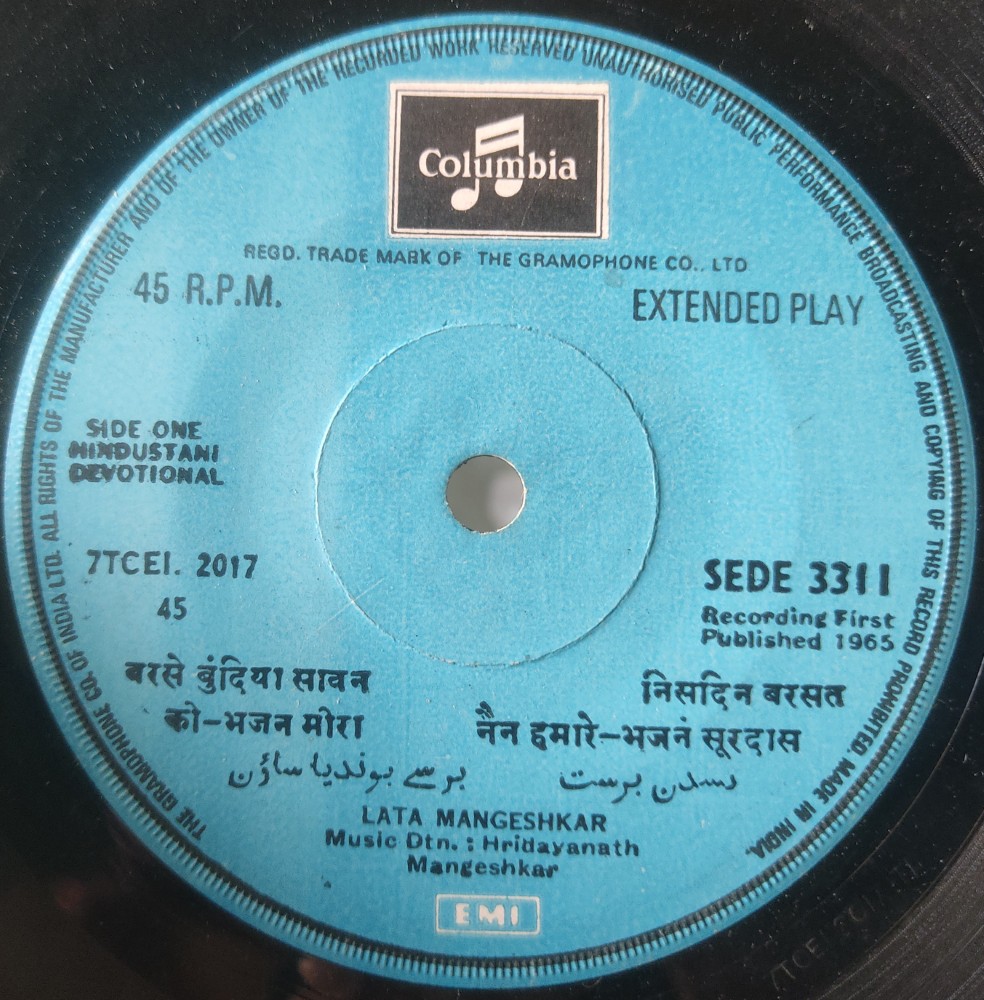 THE GRAMOPHONE CO. OF INDIA LTD. ALL RIGHTS OF THE MANUFACTURER AND OF THE OWNER OF THE RECORDED WORK RESERVED UNAUTHORISED PUBLIC PERFORMANCE BROADCASTING AND COPYING OF THIS RECORD PROHIBITED. MADE IN INDIA.
Columbia
REGD. TRADE MARK OF THE GRAMOPHONE CO., LTD
45 R.P.M.
EXTENDED PLAY
SIDE ONE
HINDUSTANI
DEVOTIONAL
7TCEI. 2017
45
SEDE 3311
Recording First
Published 1965
बरसे बुंदिया सावन
को-भजन मीरा
निसदिन बरसत
नैन हमारे-भजन सूरदास
برسے بوندیا ساؤن
نسدن برست
LATA MANGESHKAR
Music Dtn. : Hridayanath
Mangeshkar
EMI